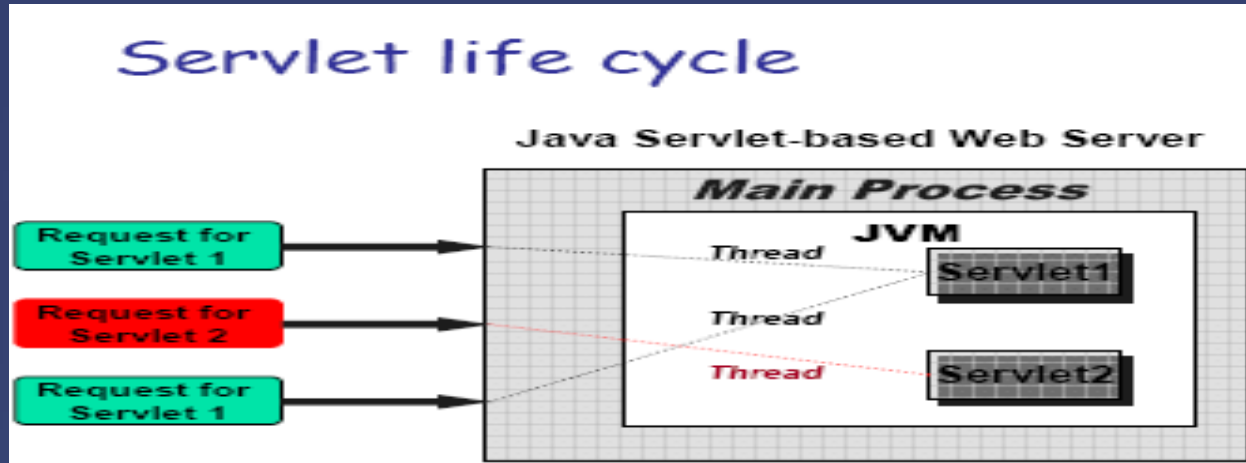 Servlet life cycle
Java Servlet-based Web Server
Main Process
JVM
Request for
Servlet 1
Thread
Servlet1
Request for
Servlet 2
Thread
Request for
Servlet 1
Thread
Servlet2